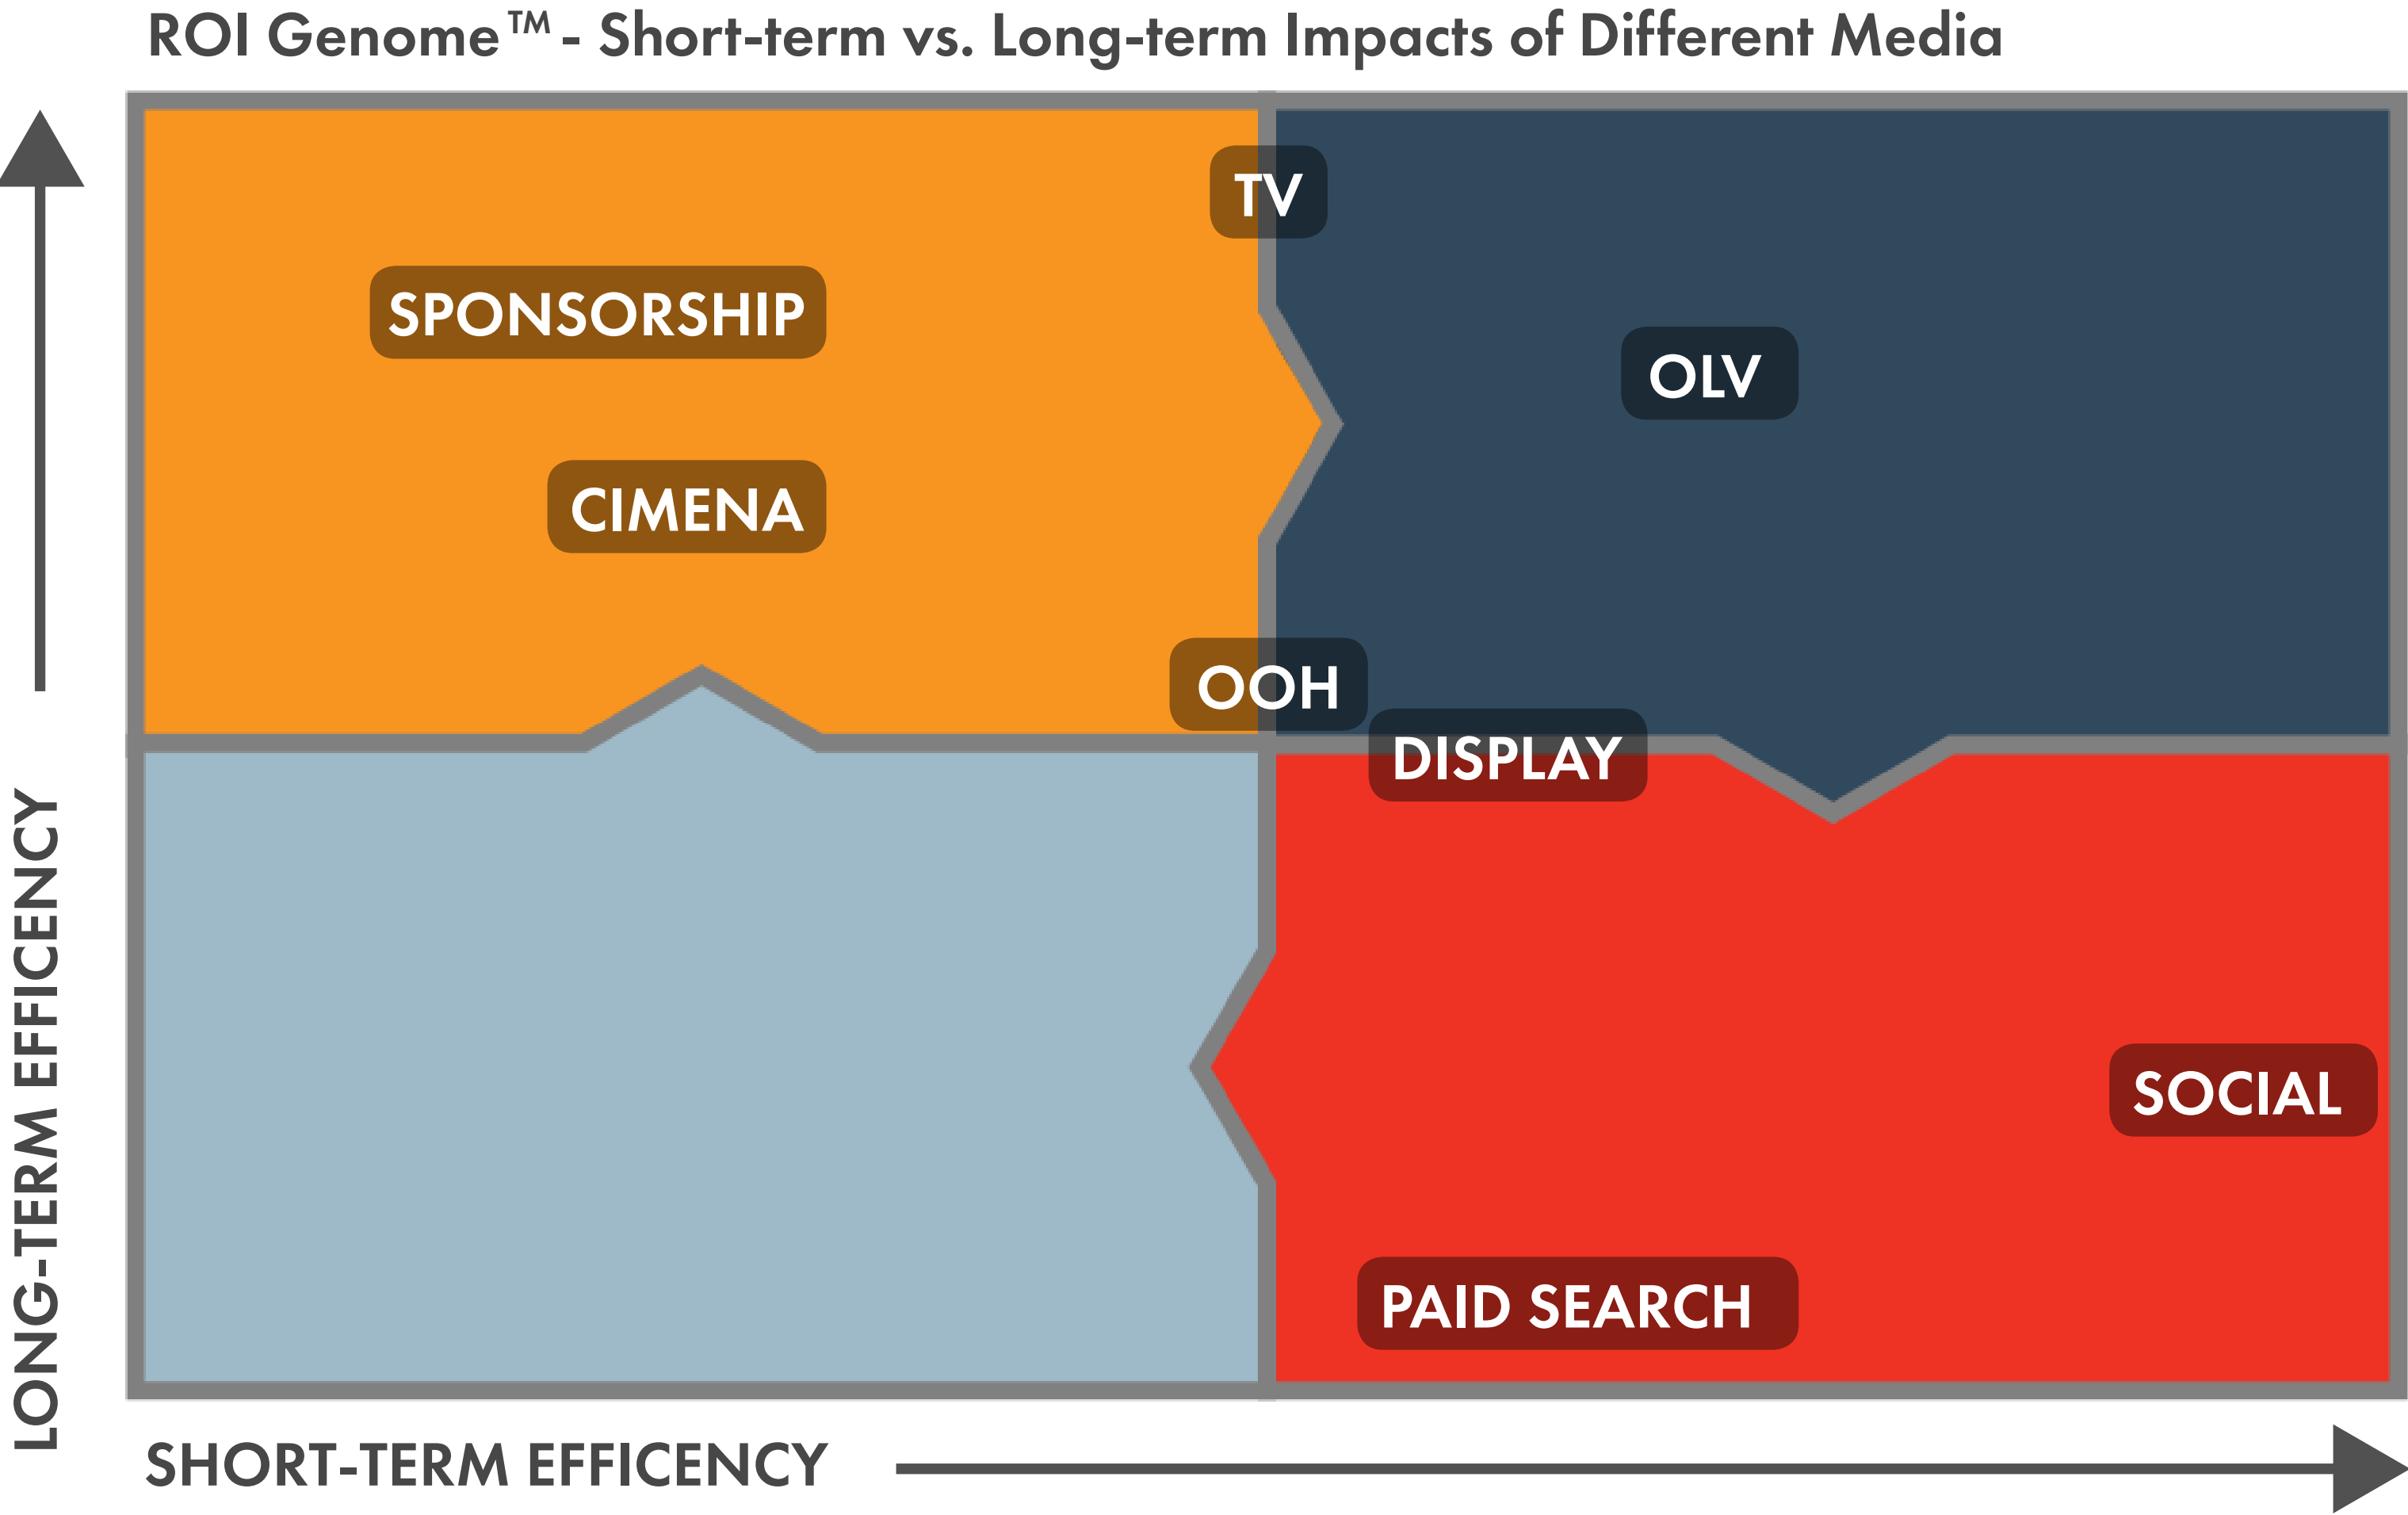 ROI Genome™- Short-term vs. Long-term Impacts of Different Media
TV
SPONSORSHIP
OLV
CIMENA
OOH
DISPLAY
SOCIAL
PAID SEARCH
LONG-TERM EFFICENCY
SHORT-TERM EFFICENCY